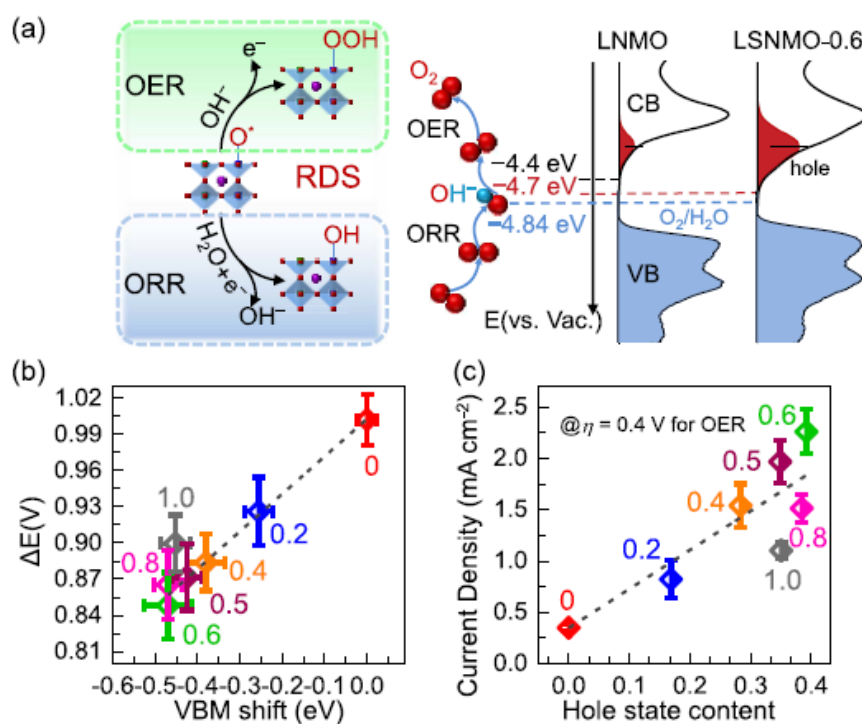 (a)
OER
e⁻
OOH
OH⁻
O*
RDS
OH
H₂O+e⁻
ORR
OH⁻
O₂
OER
OH⁻
ORR
−4.4 eV
−4.7 eV
−4.84 eV
E(vs. Vac.)
LNMO
LSNMO-0.6
CB
hole
O₂/H₂O
VB
(b)
ΔE(V)
1.02
0.99
0.96
0.93
0.90
0.87
0.84
0.81
1.0
0.8
0.6
0.5
0.4
0.2
0
-0.6 -0.5 -0.4 -0.3 -0.2 -0.1 0.0
VBM shift (eV)
(c)
Current Density (mA cm⁻²)
2.5
2.0
1.5
1.0
0.5
0.0
@η = 0.4 V for OER
0.6
0.5
0.4
0.8
0.2
1.0
0
0.0 0.1 0.2 0.3 0.4
Hole state content